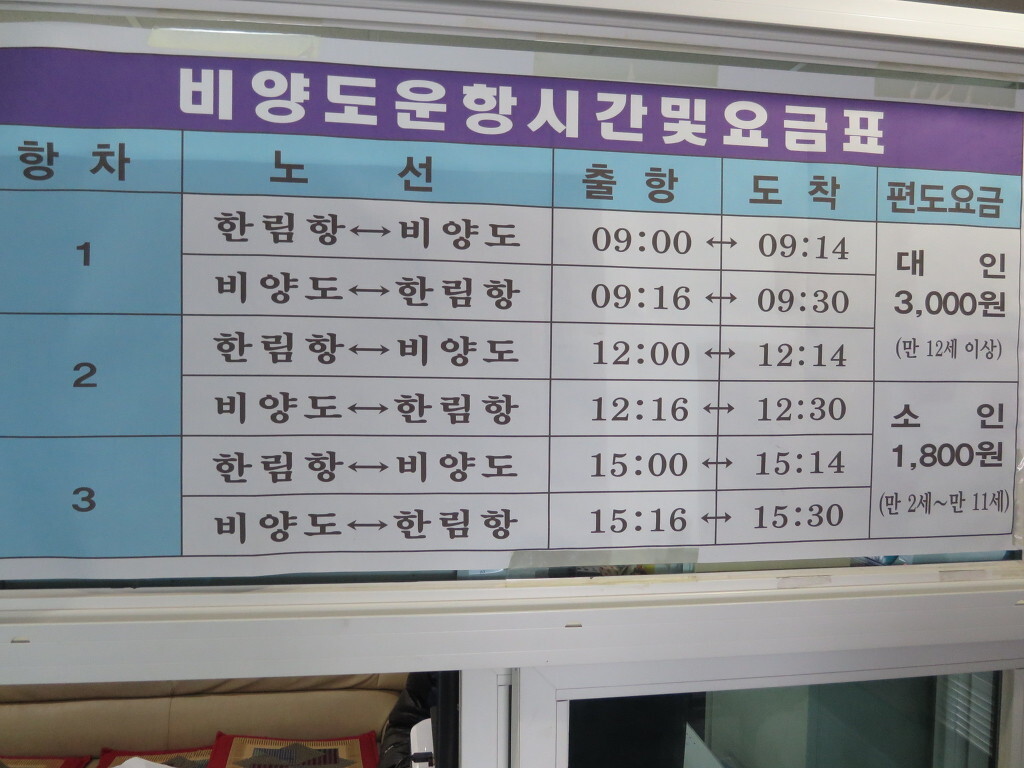 비양도운항시간및요금표
항 차 노 선 출 항 도 착 편도요금
1 한림항↔비양도 09:00 ↔ 09:14
비양도↔한림항 09:16 ↔ 09:30
2 한림항↔비양도 12:00 ↔ 12:14
비양도↔한림항 12:16 ↔ 12:30
3 한림항↔비양도 15:00 ↔ 15:14
비양도↔한림항 15:16 ↔ 15:30
대 인
3,000원
(만 12세 이상)
소 인
1,800원
(만 2세~만 11세)